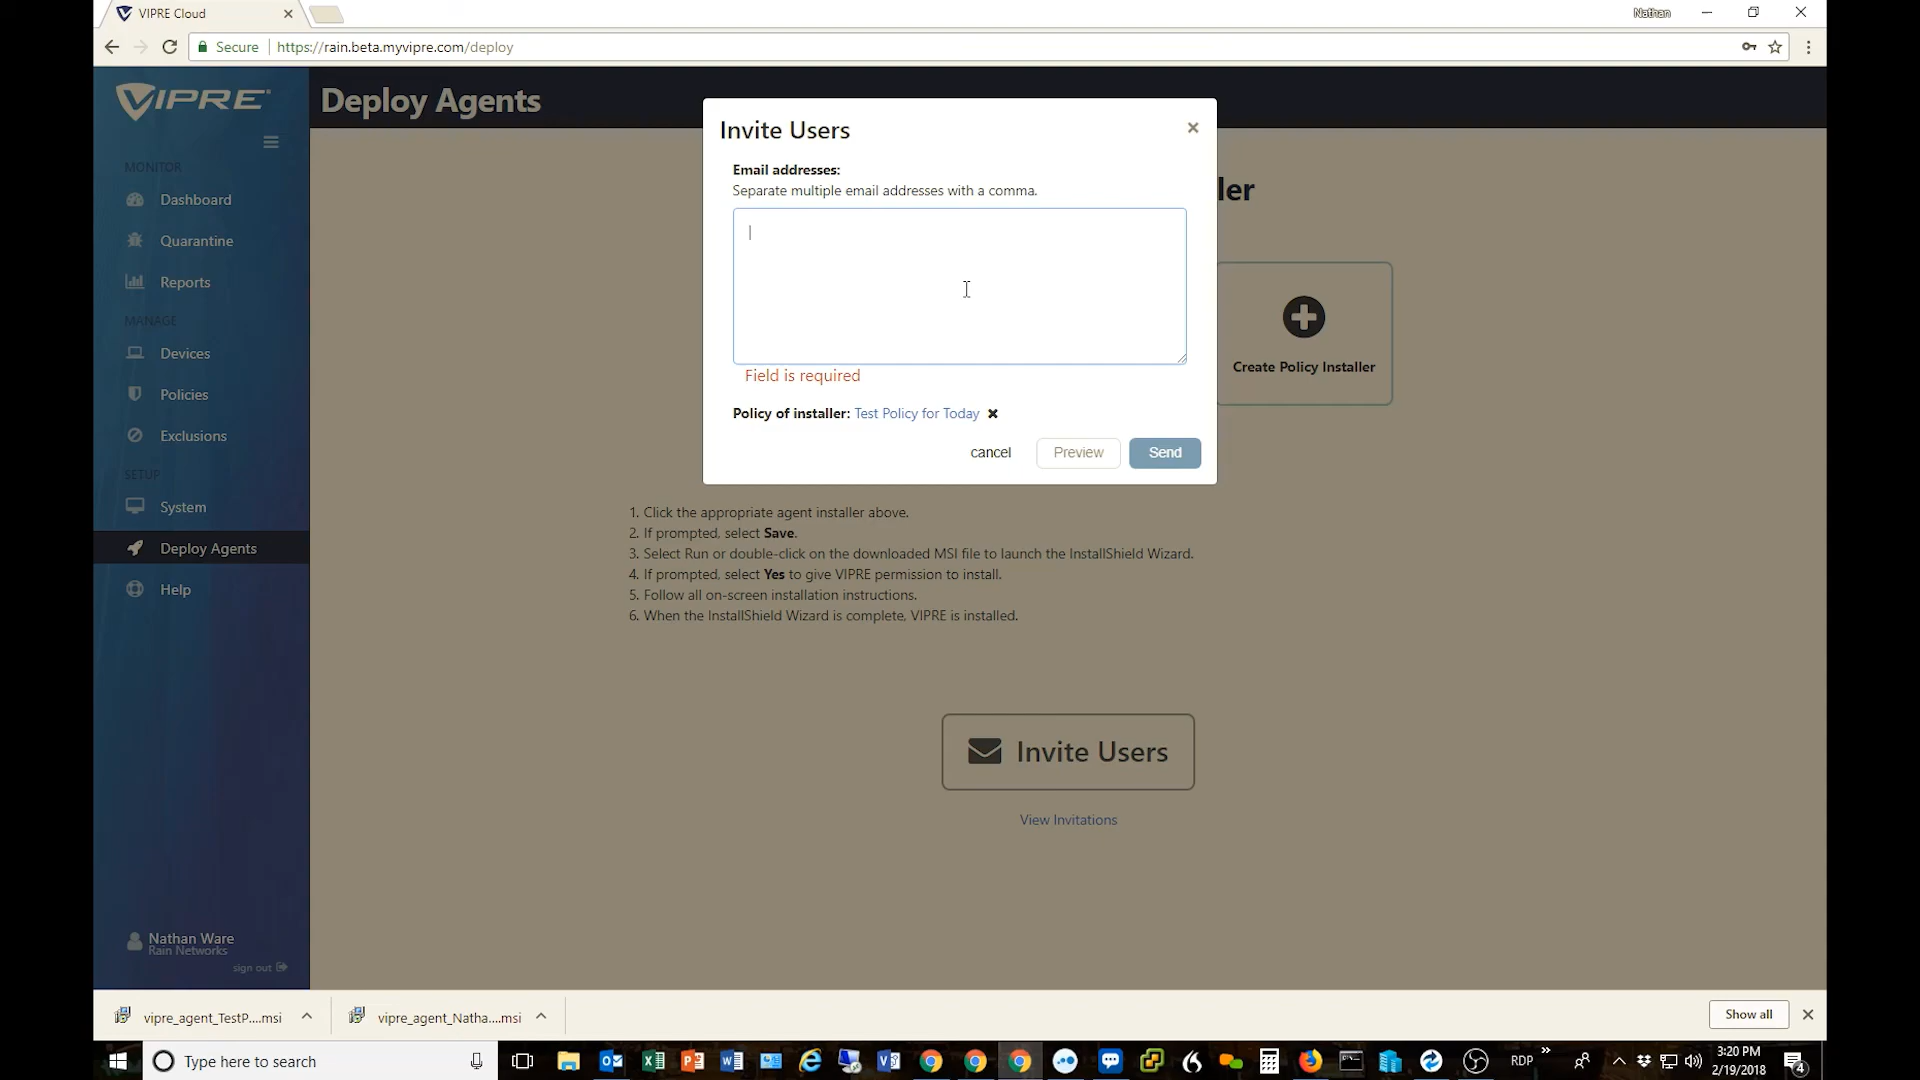 VIPRE Cloud
Nathan
Secure
https://rain.beta.myvipre.com/deploy
VIPRE
Deploy Agents
MONITOR
Dashboard
Quarantine
Reports
MANAGE
Devices
Policies
Exclusions
SETUP
System
Deploy Agents
Help
Nathan Ware
Rain Networks
sign out
Invite Users
Email addresses:
Separate multiple email addresses with a comma.
Field is required
Policy of installer: Test Policy for Today
cancel
Preview
Send
ler
Create Policy Installer
1. Click the appropriate agent installer above.
2. If prompted, select Save.
3. Select Run or double-click on the downloaded MSI file to launch the InstallShield Wizard.
4. If prompted, select Yes to give VIPRE permission to install.
5. Follow all on-screen installation instructions.
6. When the InstallShield Wizard is complete, VIPRE is installed.
Invite Users
View Invitations
vipre_agent_TestP....msi
vipre_agent_Natha....msi
Show all
Type here to search
RDP
3:20 PM
2/19/2018
4